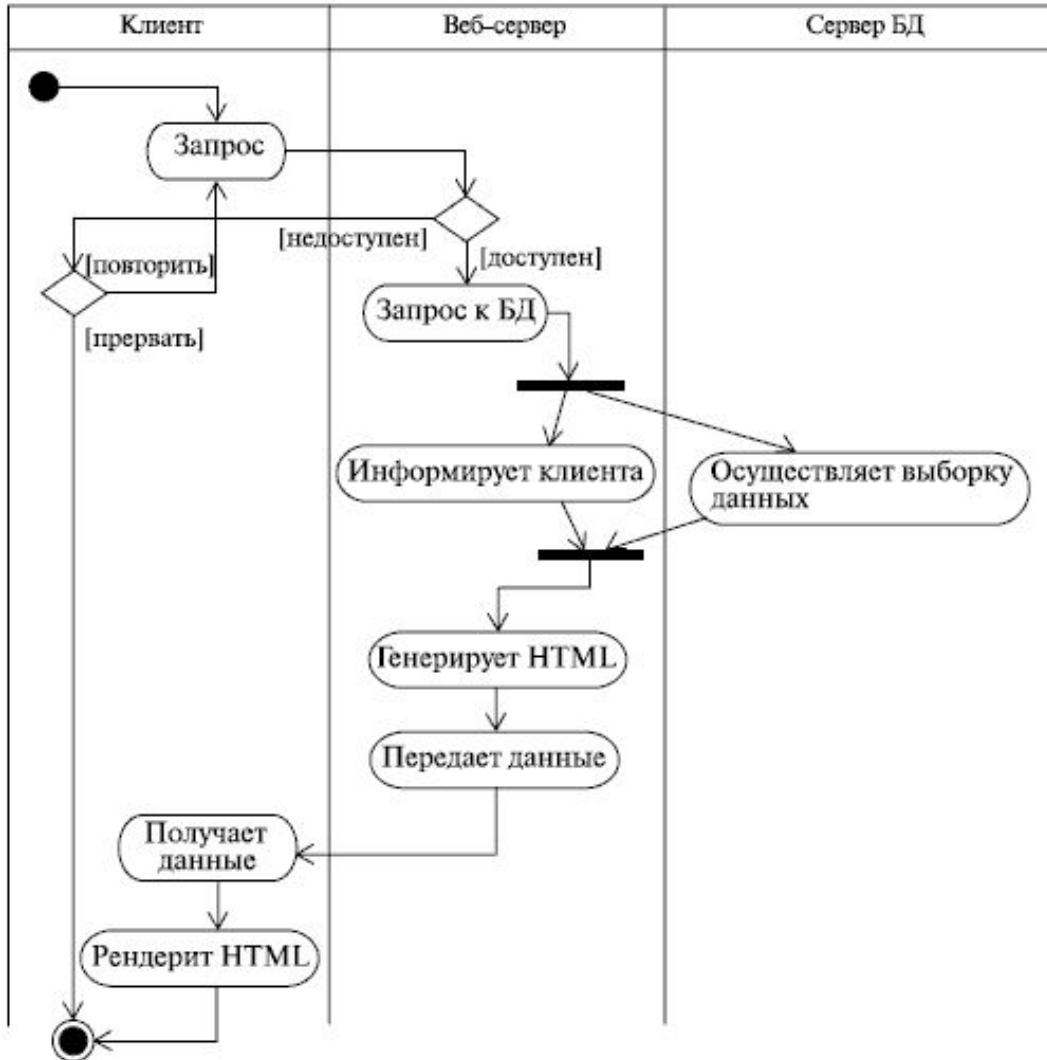 Клиент
Веб-сервер
Сервер БД
Запрос
[недоступен]
[доступен]
[повторить]
Запрос к БД
[прервать]
Информирует клиента
Осуществляет выборку
данных
Генерирует HTML
Передает данные
Получает
данные
Рендерит HTML